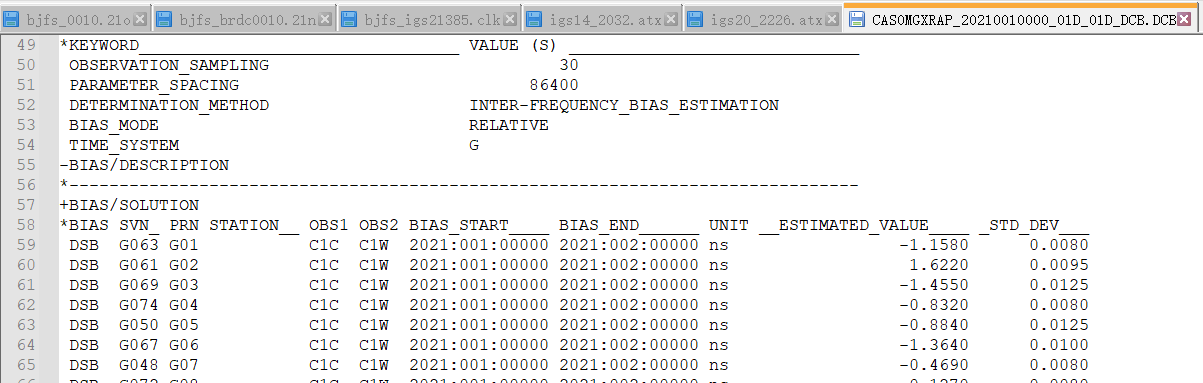 bjfs_0010.21o bjfs_brdc0010.21n bjfs_igs21385.clk igs14_2032.atx igs20_2226.atx CAS0MGXRAP_20210010000_01D_01D_DCB.DCB
49 *KEYWORD________________________________ VALUE (S) _____________________________
50 OBSERVATION_SAMPLING 30
51 PARAMETER_SPACING 86400
52 DETERMINATION_METHOD INTER-FREQUENCY_BIAS_ESTIMATION
53 BIAS_MODE RELATIVE
54 TIME_SYSTEM G
55 -BIAS/DESCRIPTION
56 *-------------------------------------------------------------------------------
57 +BIAS/SOLUTION
58 *BIAS SVN_ PRN STATION__ OBS1 OBS2 BIAS_START____ BIAS_END______ UNIT __ESTIMATED_VALUE____ _STD_DEV___
59 DSB G063 G01 C1C C1W 2021:001:00000 2021:002:00000 ns -1.1580 0.0080
60 DSB G061 G02 C1C C1W 2021:001:00000 2021:002:00000 ns 1.6220 0.0095
61 DSB G069 G03 C1C C1W 2021:001:00000 2021:002:00000 ns -1.4550 0.0125
62 DSB G074 G04 C1C C1W 2021:001:00000 2021:002:00000 ns -0.8320 0.0080
63 DSB G050 G05 C1C C1W 2021:001:00000 2021:002:00000 ns -0.8840 0.0125
64 DSB G067 G06 C1C C1W 2021:001:00000 2021:002:00000 ns -1.3640 0.0100
65 DSB G048 G07 C1C C1W 2021:001:00000 2021:002:00000 ns -0.4690 0.0080